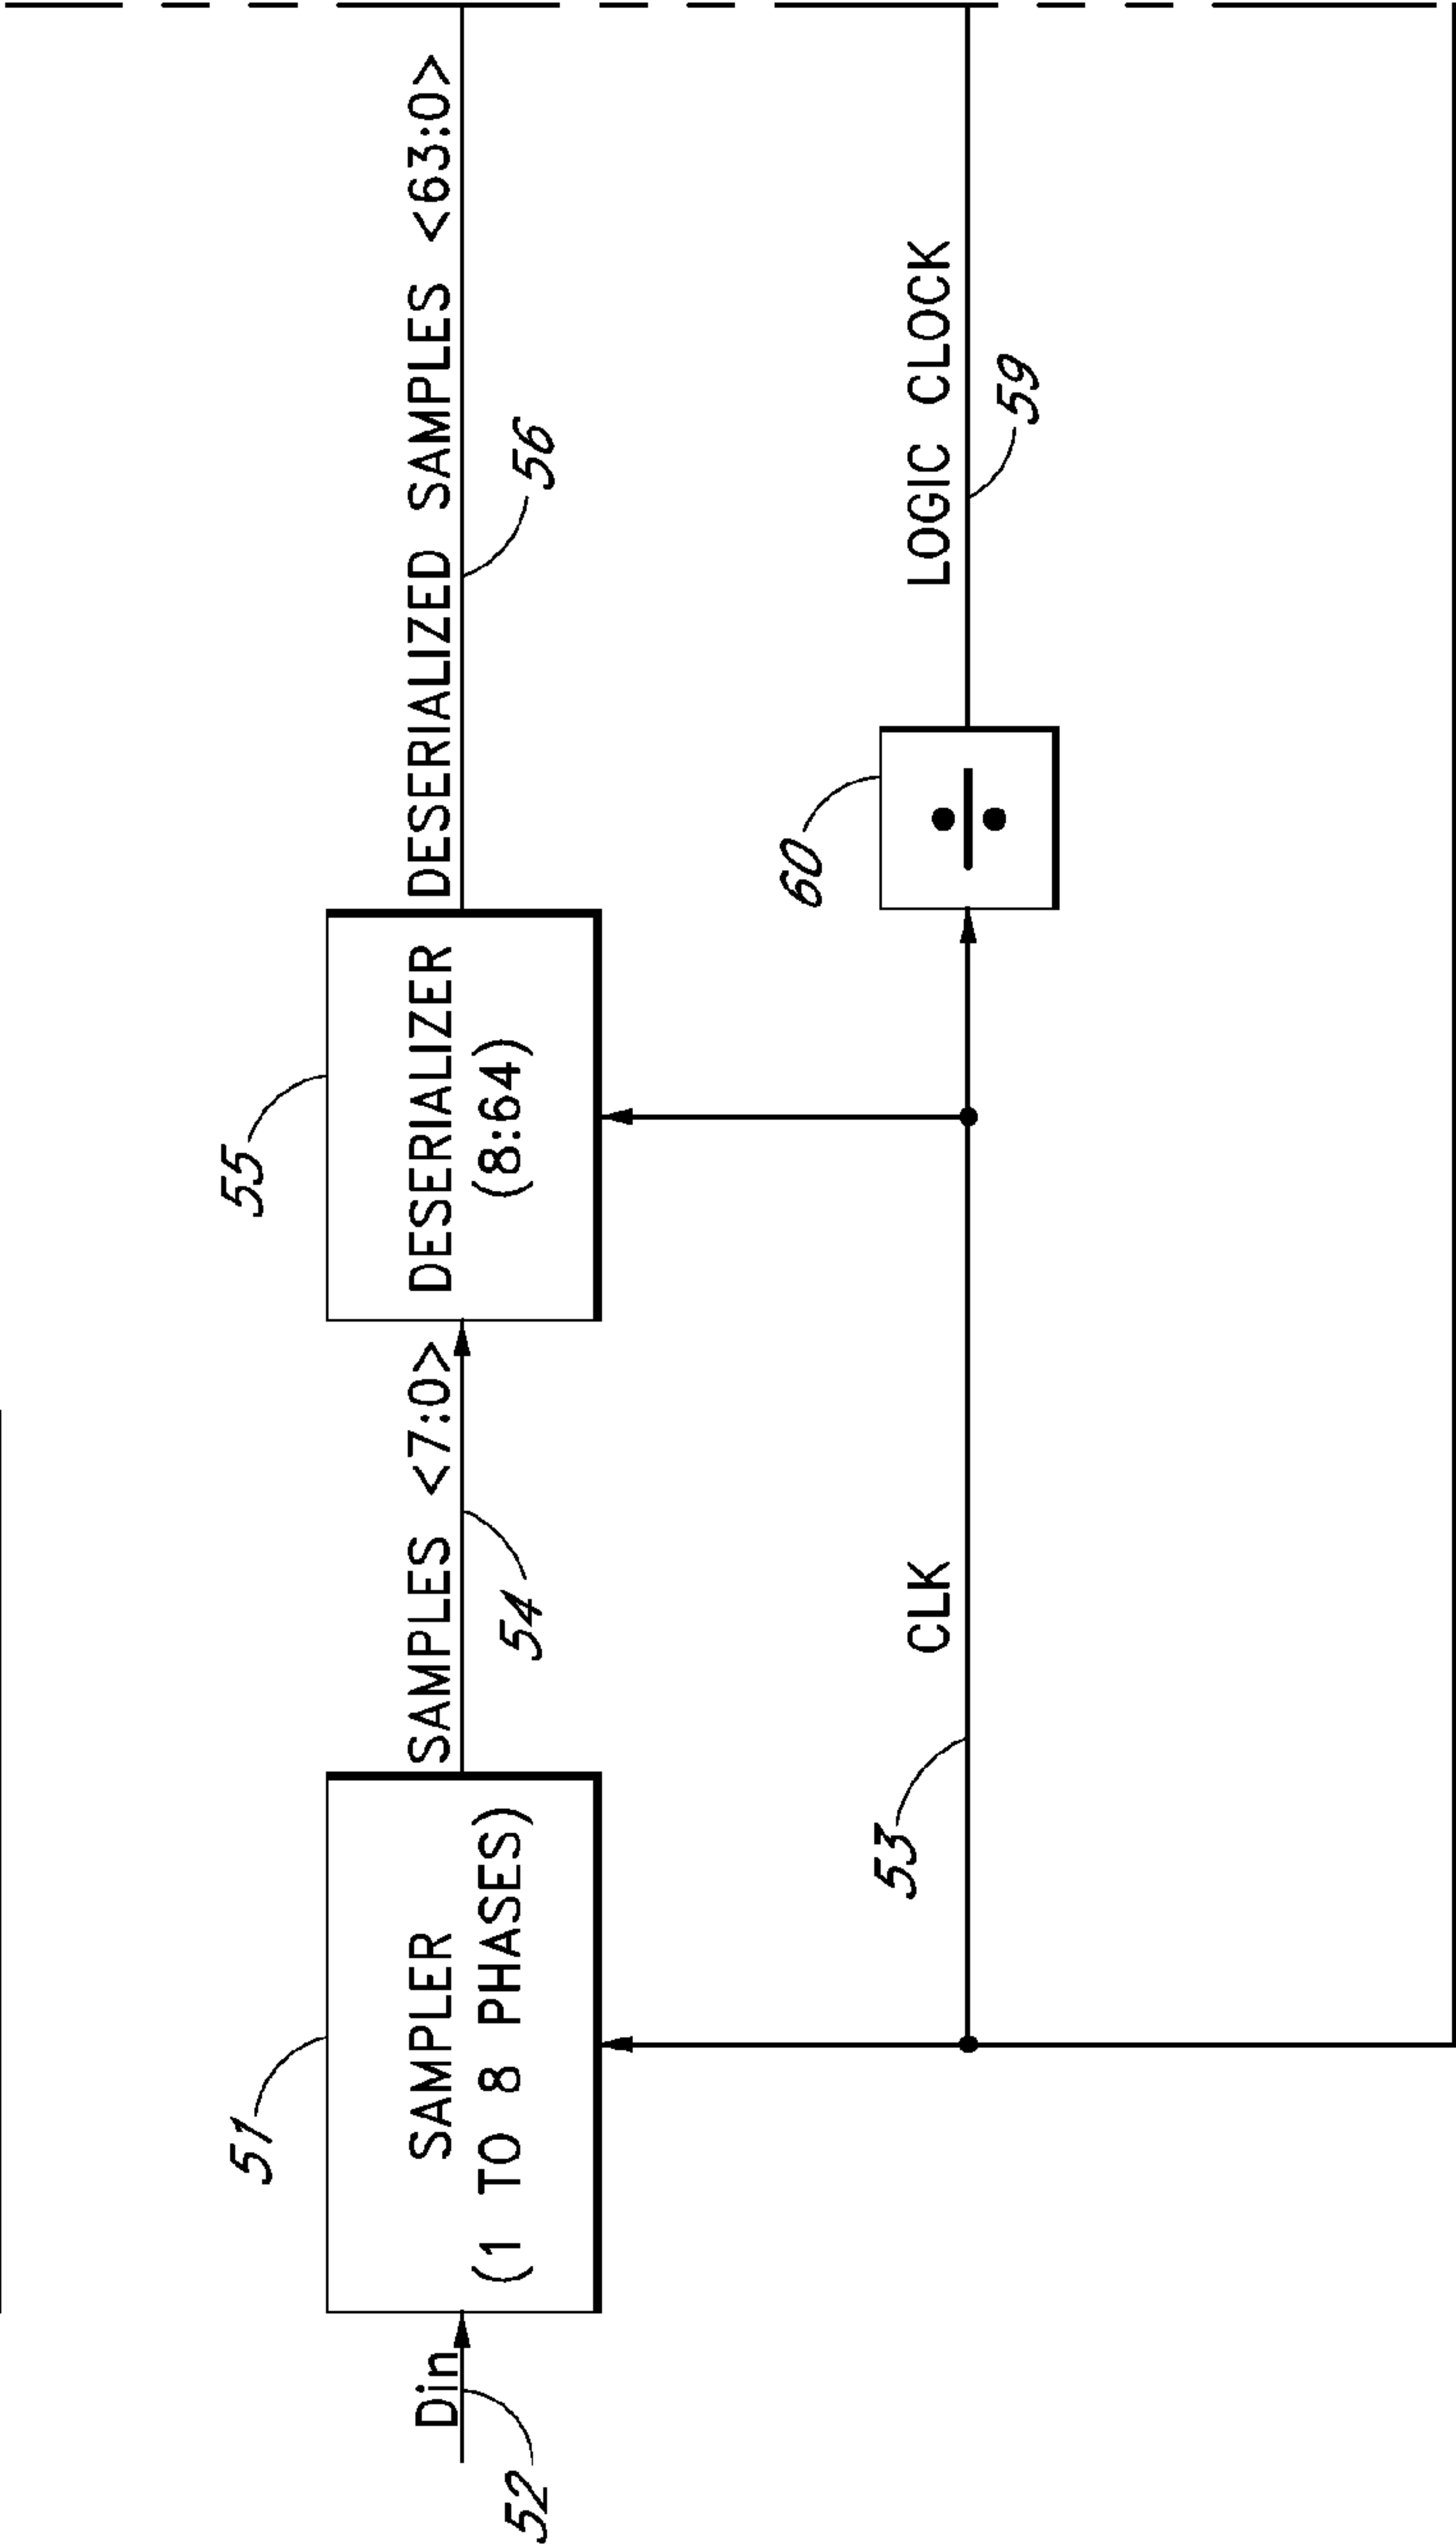 55
51
DESERIALIZED SAMPLES <63:0>
SAMPLES <7:0>
Din
DESERIALIZER
(8:64)
SAMPLER
(1 TO 8 PHASES)
56
54
52
60
LOGIC CLOCK
CLK
53
59
÷